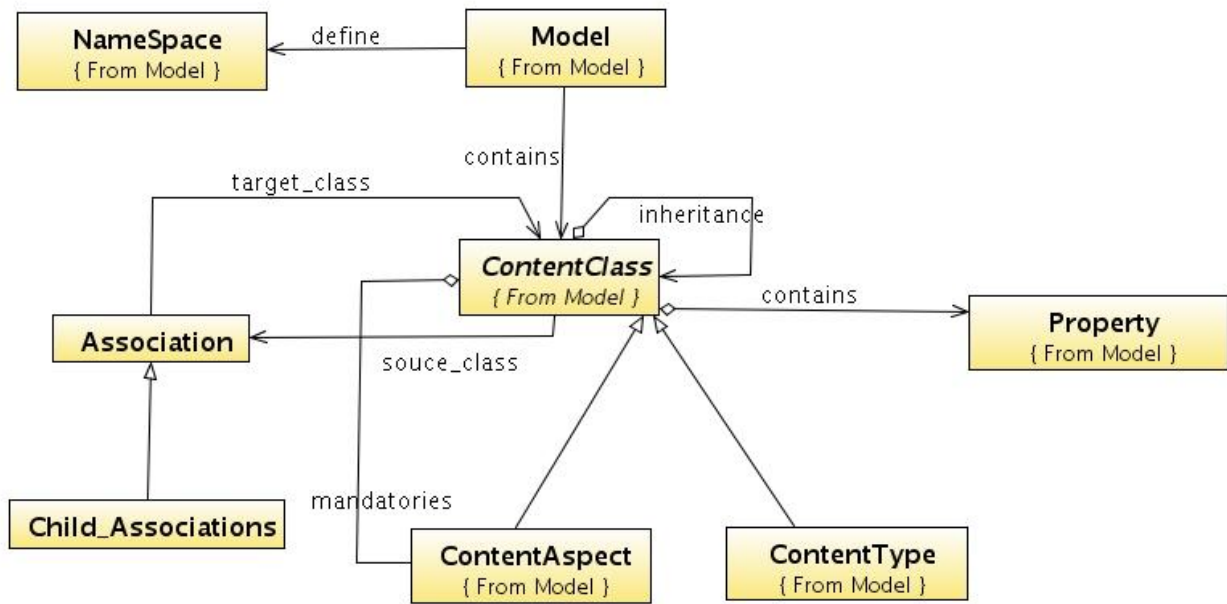 NameSpace
{ From Model }
define
Model
{ From Model }
contains
target_class
inheritance
ContentClass
{ From Model }
contains
Property
{ From Model }
Association
souce_class
mandatories
Child_Associations
ContentAspect
{ From Model }
ContentType
{ From Model }